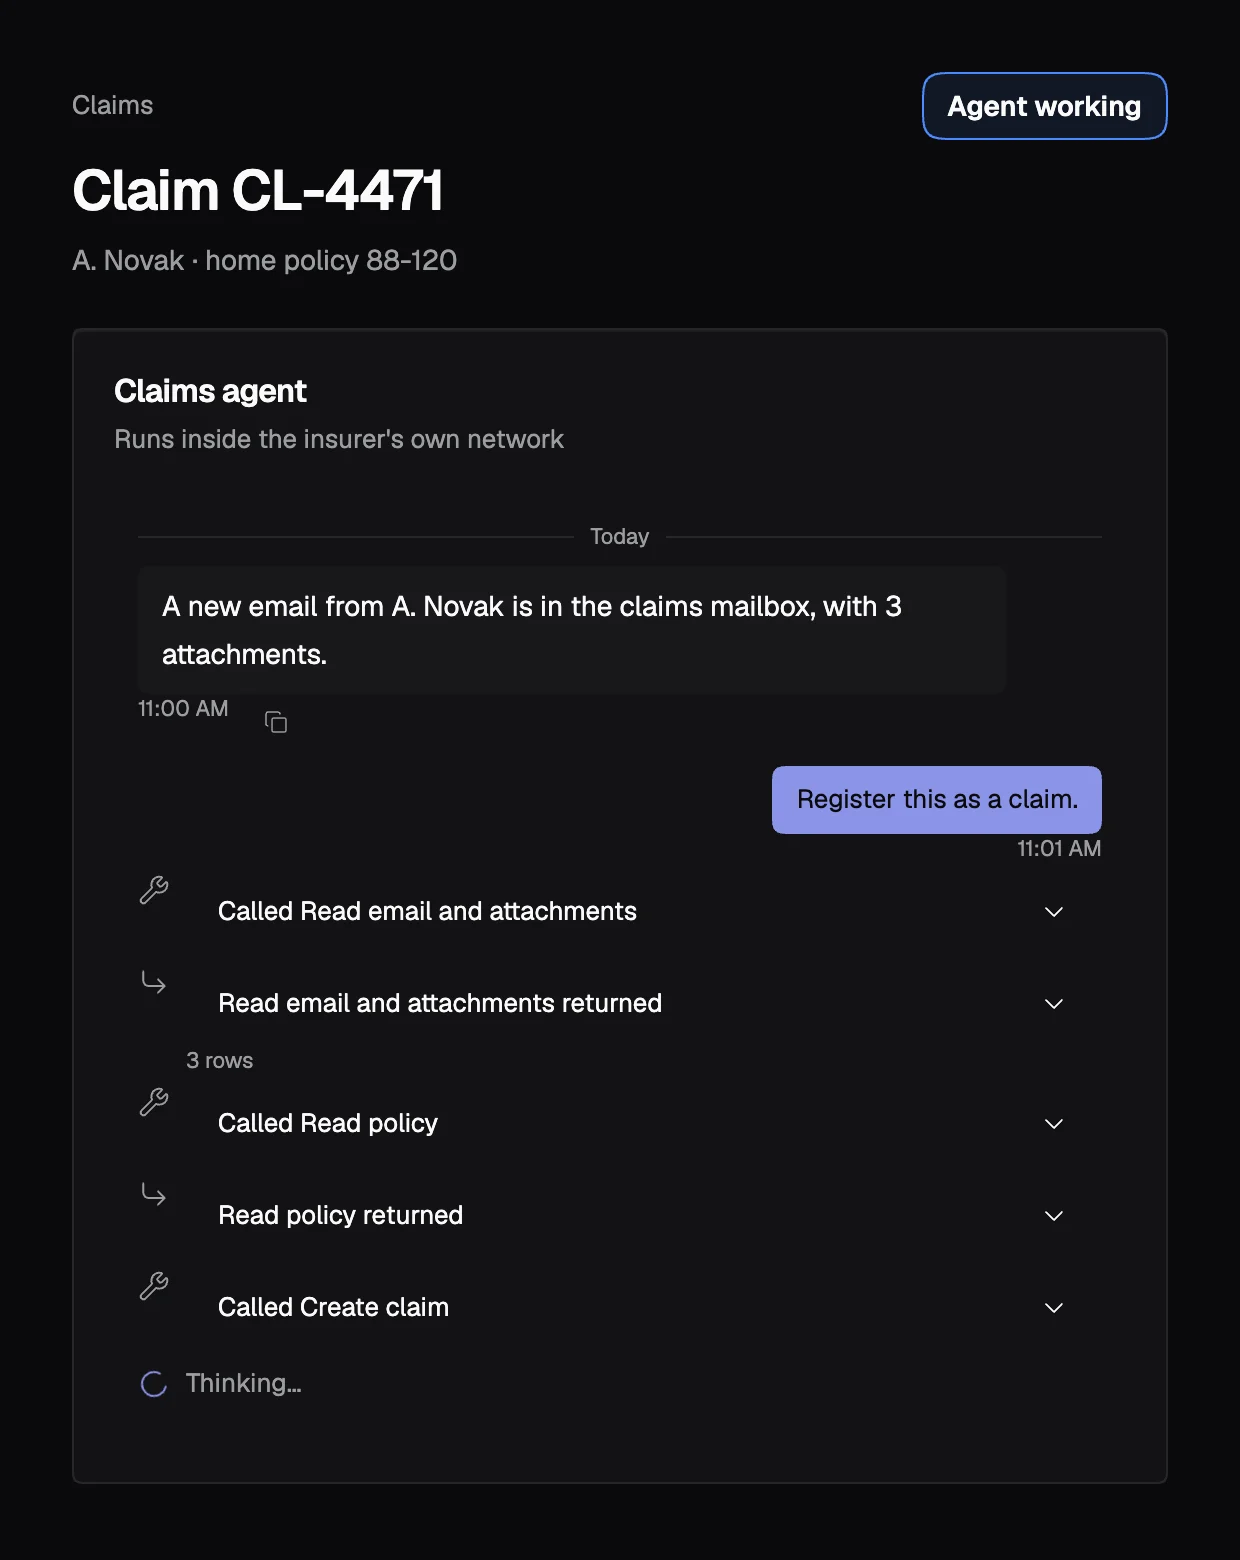 Claims
Agent working
Claim CL-4471
A. Novak · home policy 88-120
Claims agent
Runs inside the insurer's own network
Today
A new email from A. Novak is in the claims mailbox, with 3
attachments.
11:00 AM
Register this as a claim.
11:01 AM
Called Read email and attachments
Read email and attachments returned
3 rows
Called Read policy
Read policy returned
Called Create claim
Thinking…